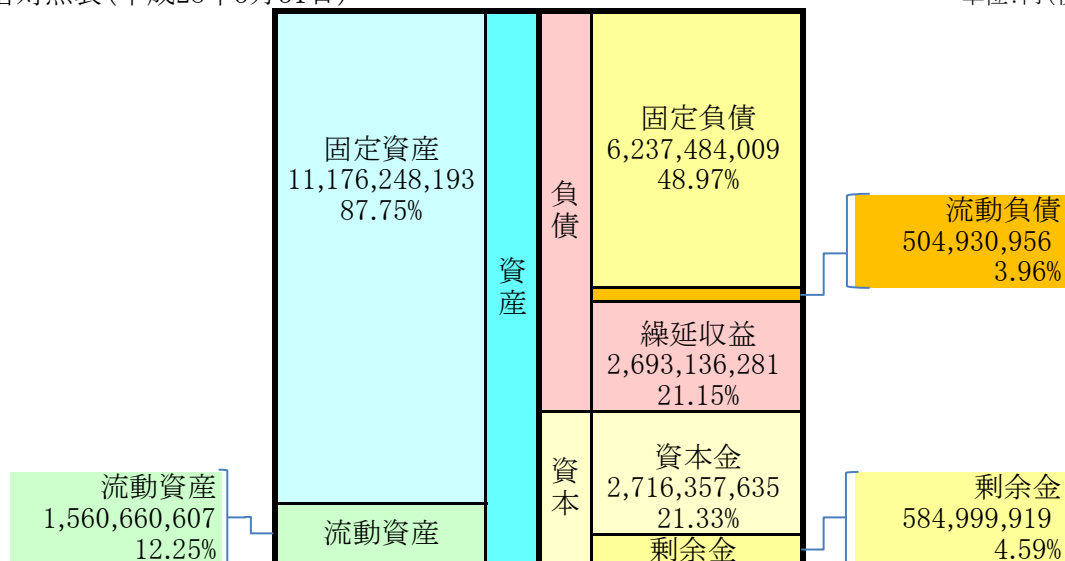 固定資産
11,176,248,193
87.75%
資産
負債
固定負債
6,237,484,009
48.97%
流動負債
504,930,956
3.96%
繰延収益
2,693,136,281
21.15%
資本
資本金
2,716,357,635
21.33%
流動資産
1,560,660,607
12.25%
流動資産
剰余金
剰余金
584,999,919
4.59%